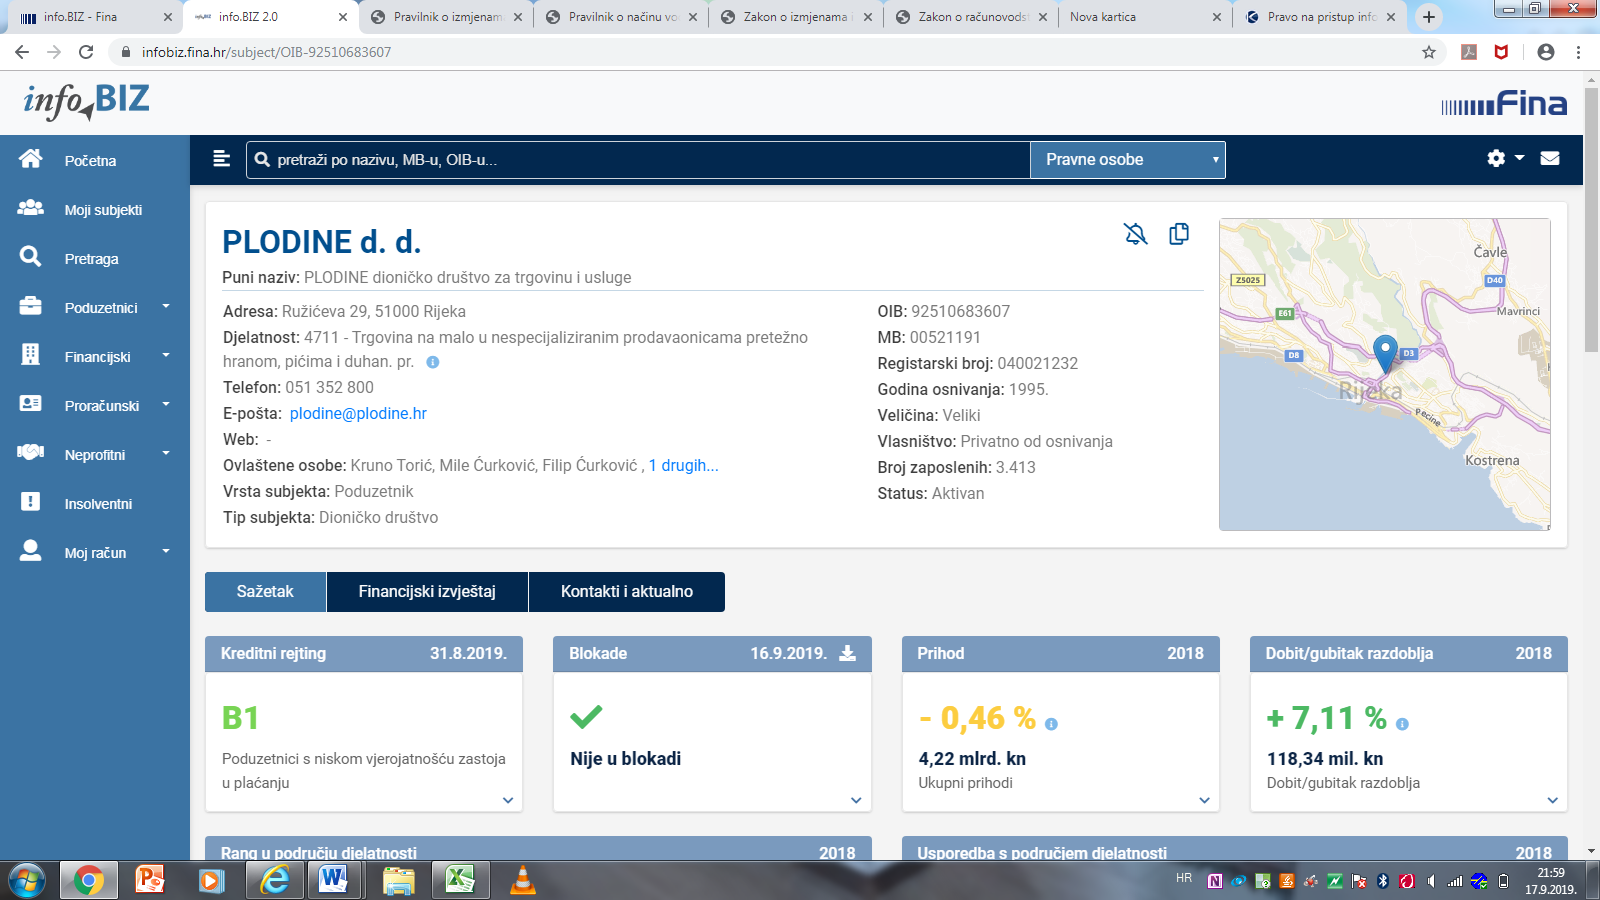 info.BIZ - Fina
info.BIZ 2.0
Pravilnik o izmjenam
Pravilnik o načinu vo
Zakon o izmjenama i
Zakon o računovodst
Nova kartica
Pravo na pristup info
infobiz.fina.hr/subject/OIB-92510683607
info.BIZ
Fina
Početna
Moji subjekti
Pretraga
Poduzetnici
Financijski
Proračunski
Neprofitni
Insolventni
Moj račun
pretraži po nazivu, MB-u, OIB-u...
Pravne osobe
PLODINE d. d.
Puni naziv: PLODINE dioničko društvo za trgovinu i usluge
Adresa: Ružićeva 29, 51000 Rijeka
Djelatnost: 4711 - Trgovina na malo u nespecijaliziranim prodavaonicama pretežno
hranom, pićima i duhan. pr.
Telefon: 051 352 800
E-pošta: plodine@plodine.hr
Web: -
Ovlaštene osobe: Kruno Torić, Mile Ćurković, Filip Ćurković , 1 drugih...
Vrsta subjekta: Poduzetnik
Tip subjekta: Dioničko društvo
OIB: 92510683607
MB: 00521191
Registarski broj: 040021232
Godina osnivanja: 1995.
Veličina: Veliki
Vlasništvo: Privatno od osnivanja
Broj zaposlenih: 3.413
Status: Aktivan
Čavle
Z5025
D40
Mavrinci
E61
D8
D3
Rijeka
Pecine
Kostrena
Sažetak
Financijski izvještaj
Kontakti i aktualno
Kreditni rejting 31.8.2019.
B1
Poduzetnici s niskom vjerojatnošću zastoja
u plaćanju
Blokade 16.9.2019.
Nije u blokadi
Prihod 2018
- 0,46 %
4,22 mlrd. kn
Ukupni prihodi
Dobit/gubitak razdoblja 2018
+ 7,11 %
118,34 mil. kn
Dobit/gubitak razdoblja
Rang u području djelatnosti 2018
Usporedba s područjem djelatnosti 2018
HR
21:59
17.9.2019.